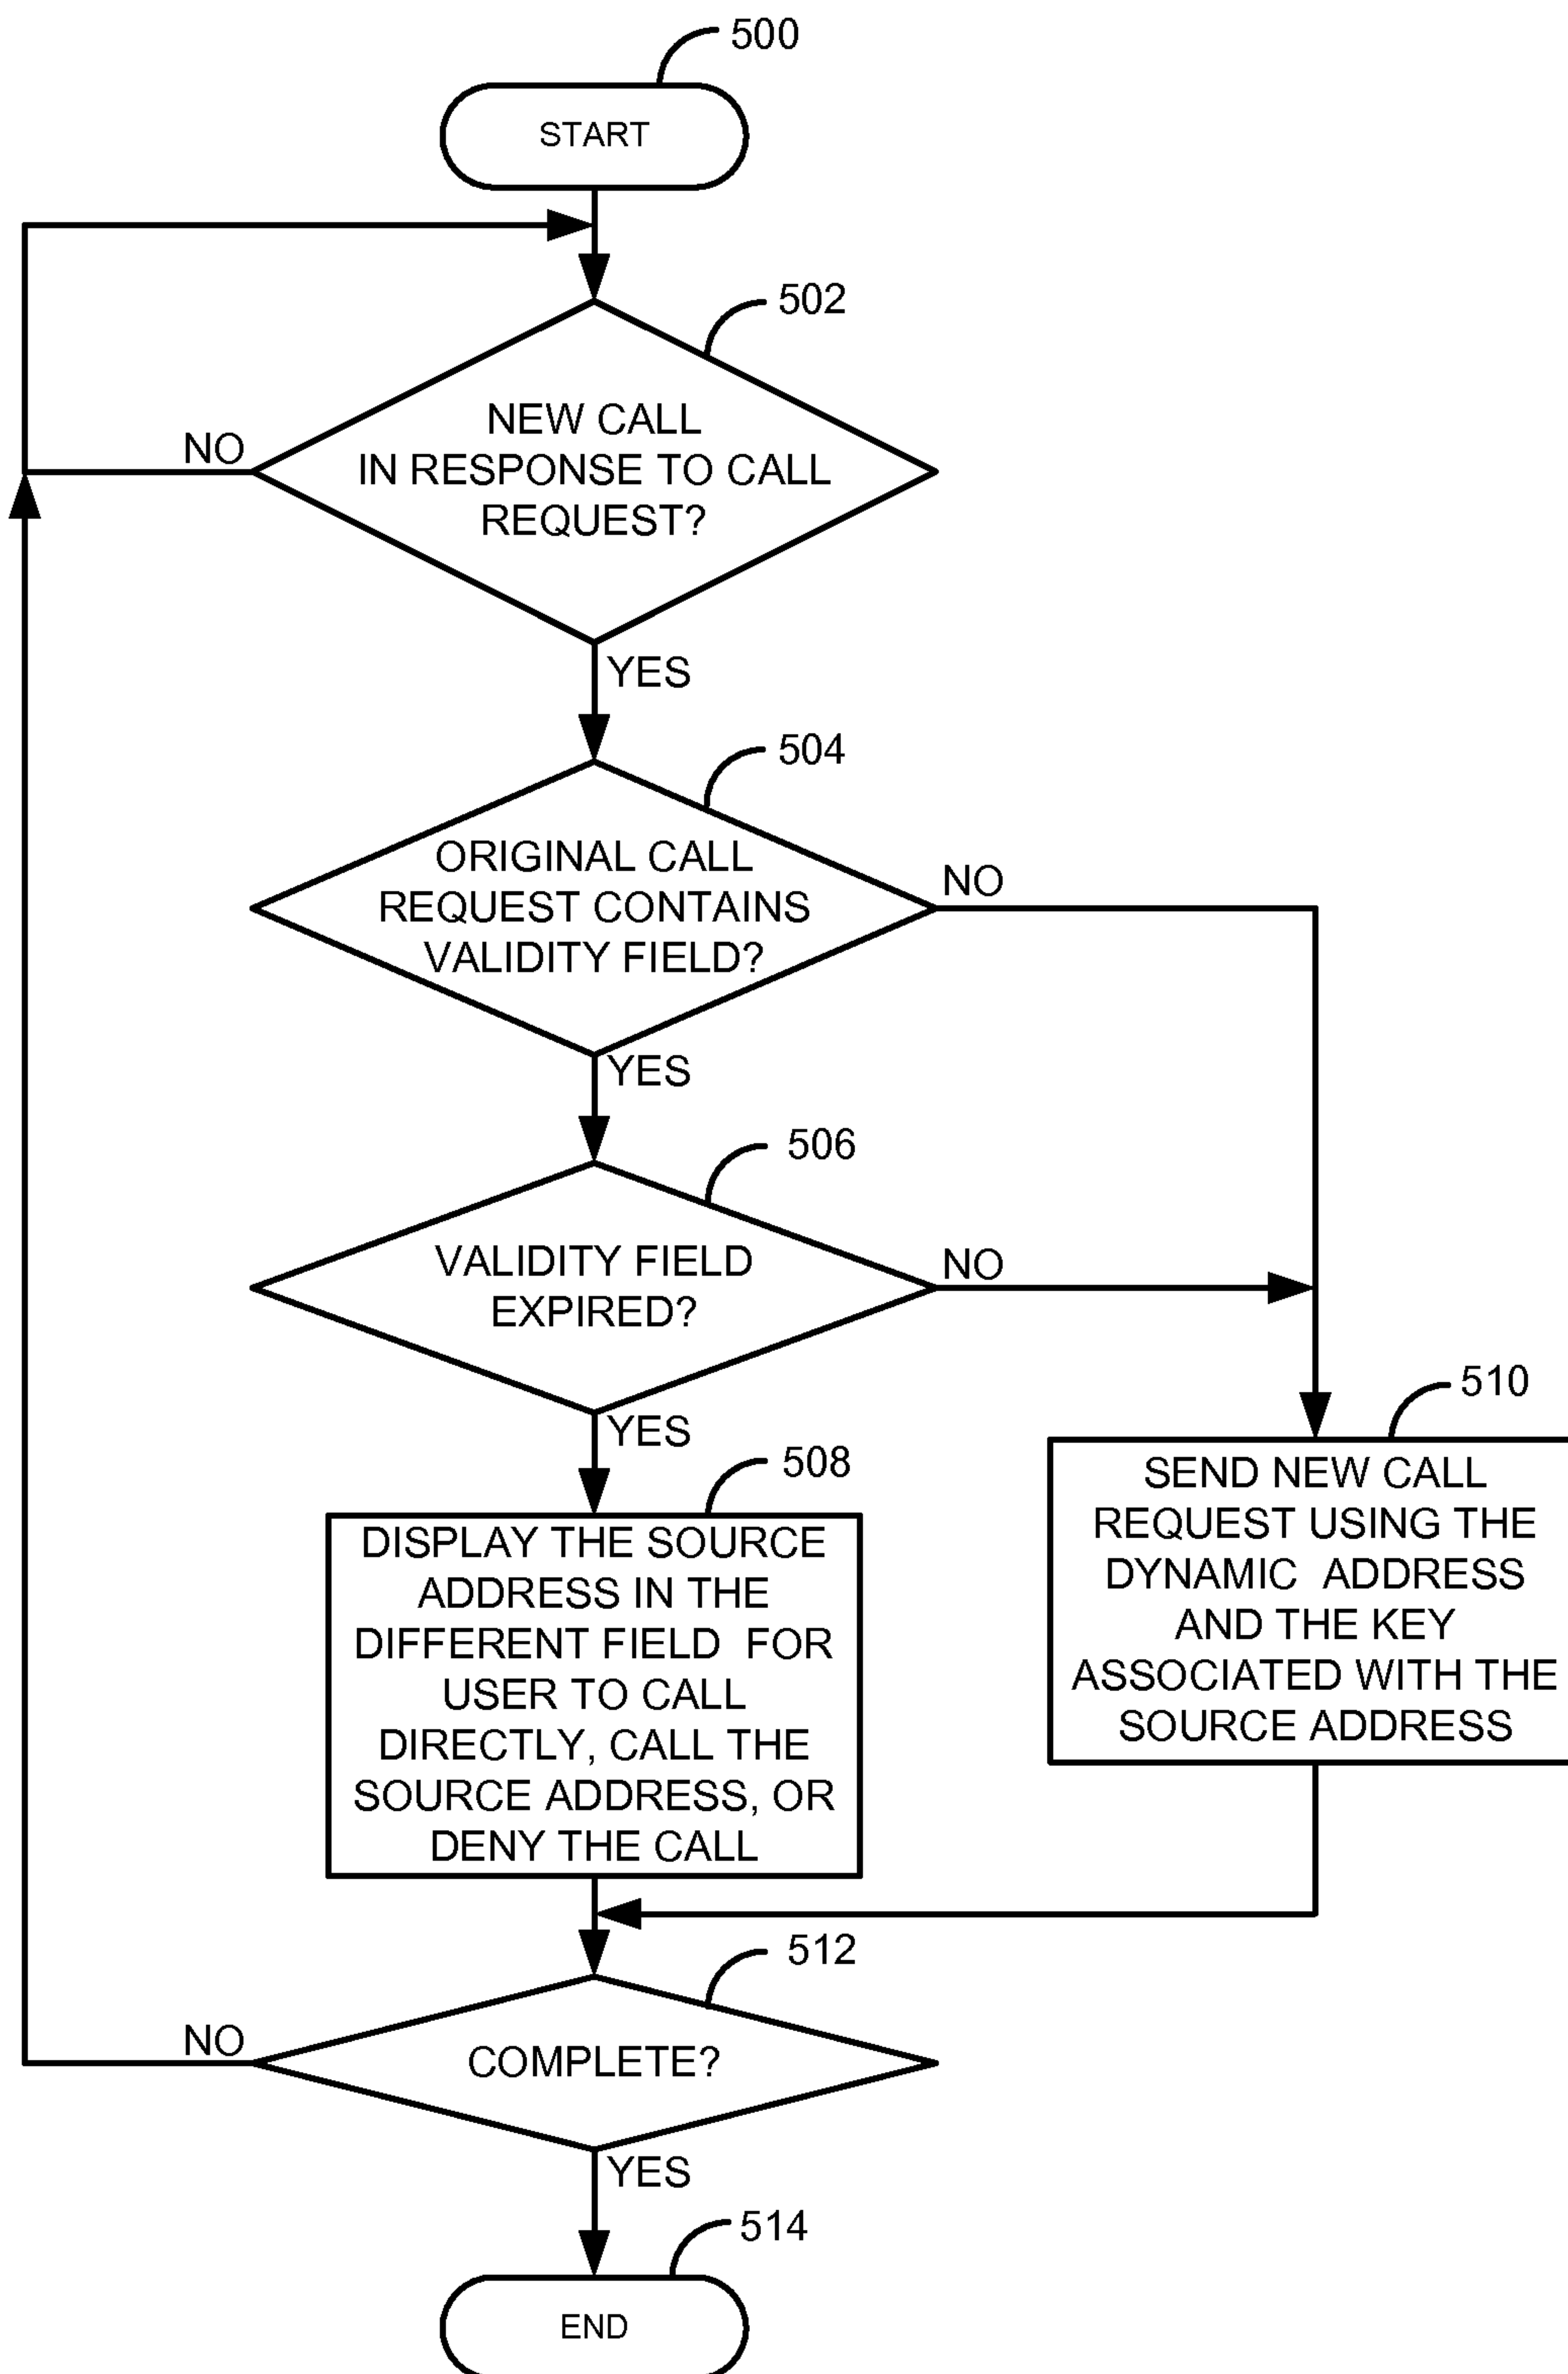 500
START
502
NEW CALL
IN RESPONSE TO CALL
REQUEST?
NO
YES
504
ORIGINAL CALL
REQUEST CONTAINS
VALIDITY FIELD?
NO
YES
506
VALIDITY FIELD
EXPIRED?
NO
YES
508
DISPLAY THE SOURCE
ADDRESS IN THE
DIFFERENT FIELD FOR
USER TO CALL
DIRECTLY, CALL THE
SOURCE ADDRESS, OR
DENY THE CALL
510
SEND NEW CALL
REQUEST USING THE
DYNAMIC ADDRESS
AND THE KEY
ASSOCIATED WITH THE
SOURCE ADDRESS
512
COMPLETE?
NO
YES
514
END